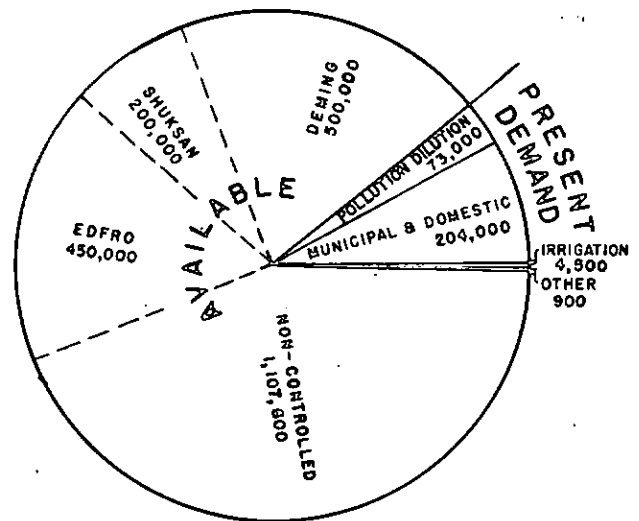 SHUKSAN
200,000
DEMING
500,000
PRESENT
DEMAND
POLLUTION DILUTION
73,000
MUNICIPAL & DOMESTIC
204,000
EDFRO
450,000
AVAILABLE
IRRIGATION
4,500
OTHER
900
NON-CONTROLLED
1,107,600